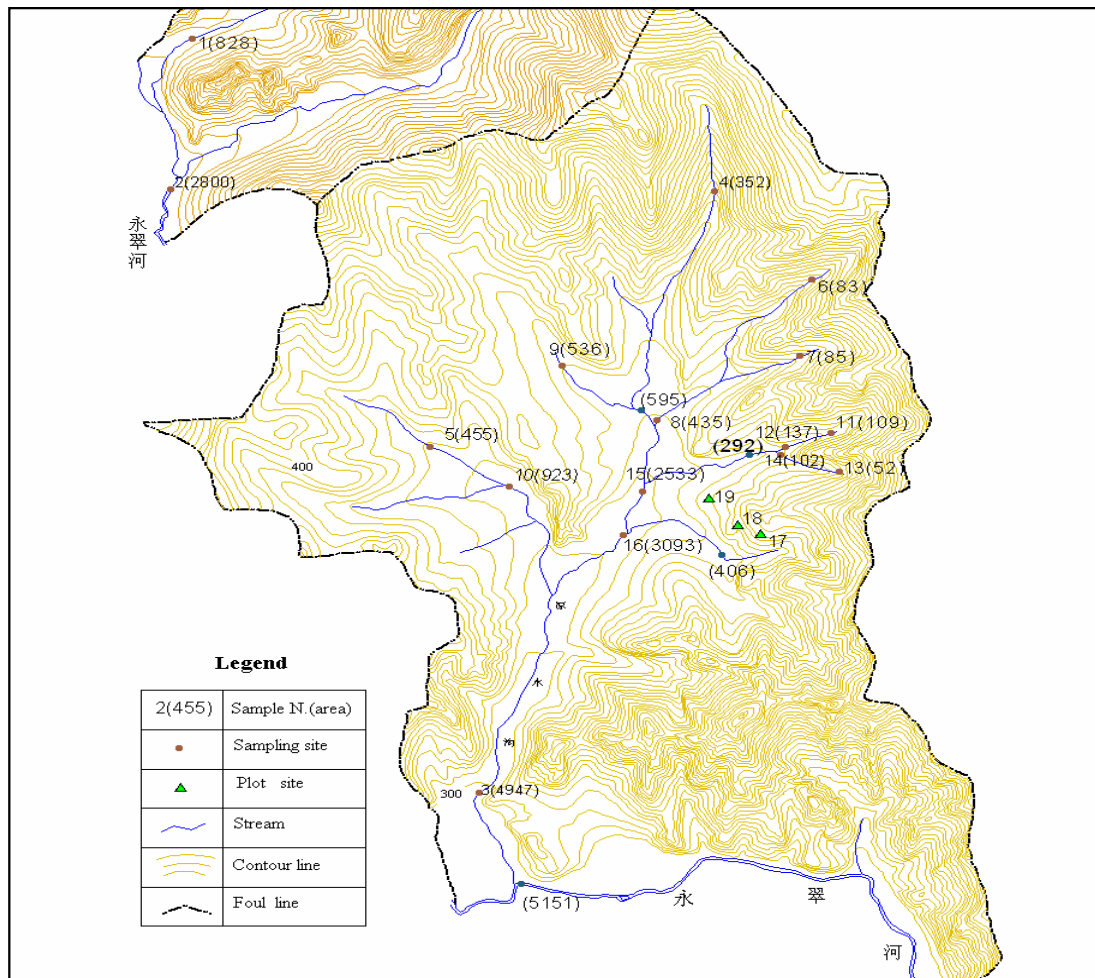 1(828)
2(2800)
永翠河
4(352)
6(83)
7(85)
9(536)
(595)
8(435)
11(109)
12(137)
(292)
14(102)
13(52)
5(455)
400
10(923)
15(2533)
19
18
17
16(3093)
(406)
凉
水
沟
300
3(4947)
(5151)
永 翠 河
Legend
2(455) Sample N.(area)
Sampling site
Plot site
Stream
Contour line
Foul line